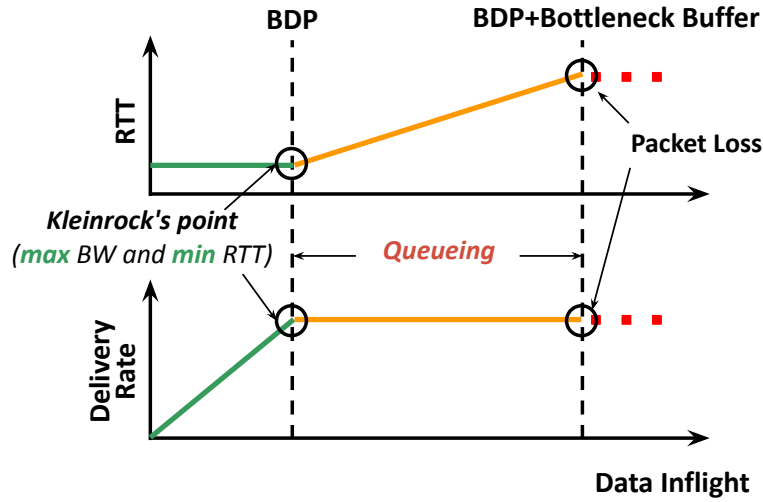 BDP
BDP+Bottleneck Buffer
RTT
Packet Loss
Kleinrock's point
(max BW and min RTT)
Queueing
Delivery
Rate
Data Inflight